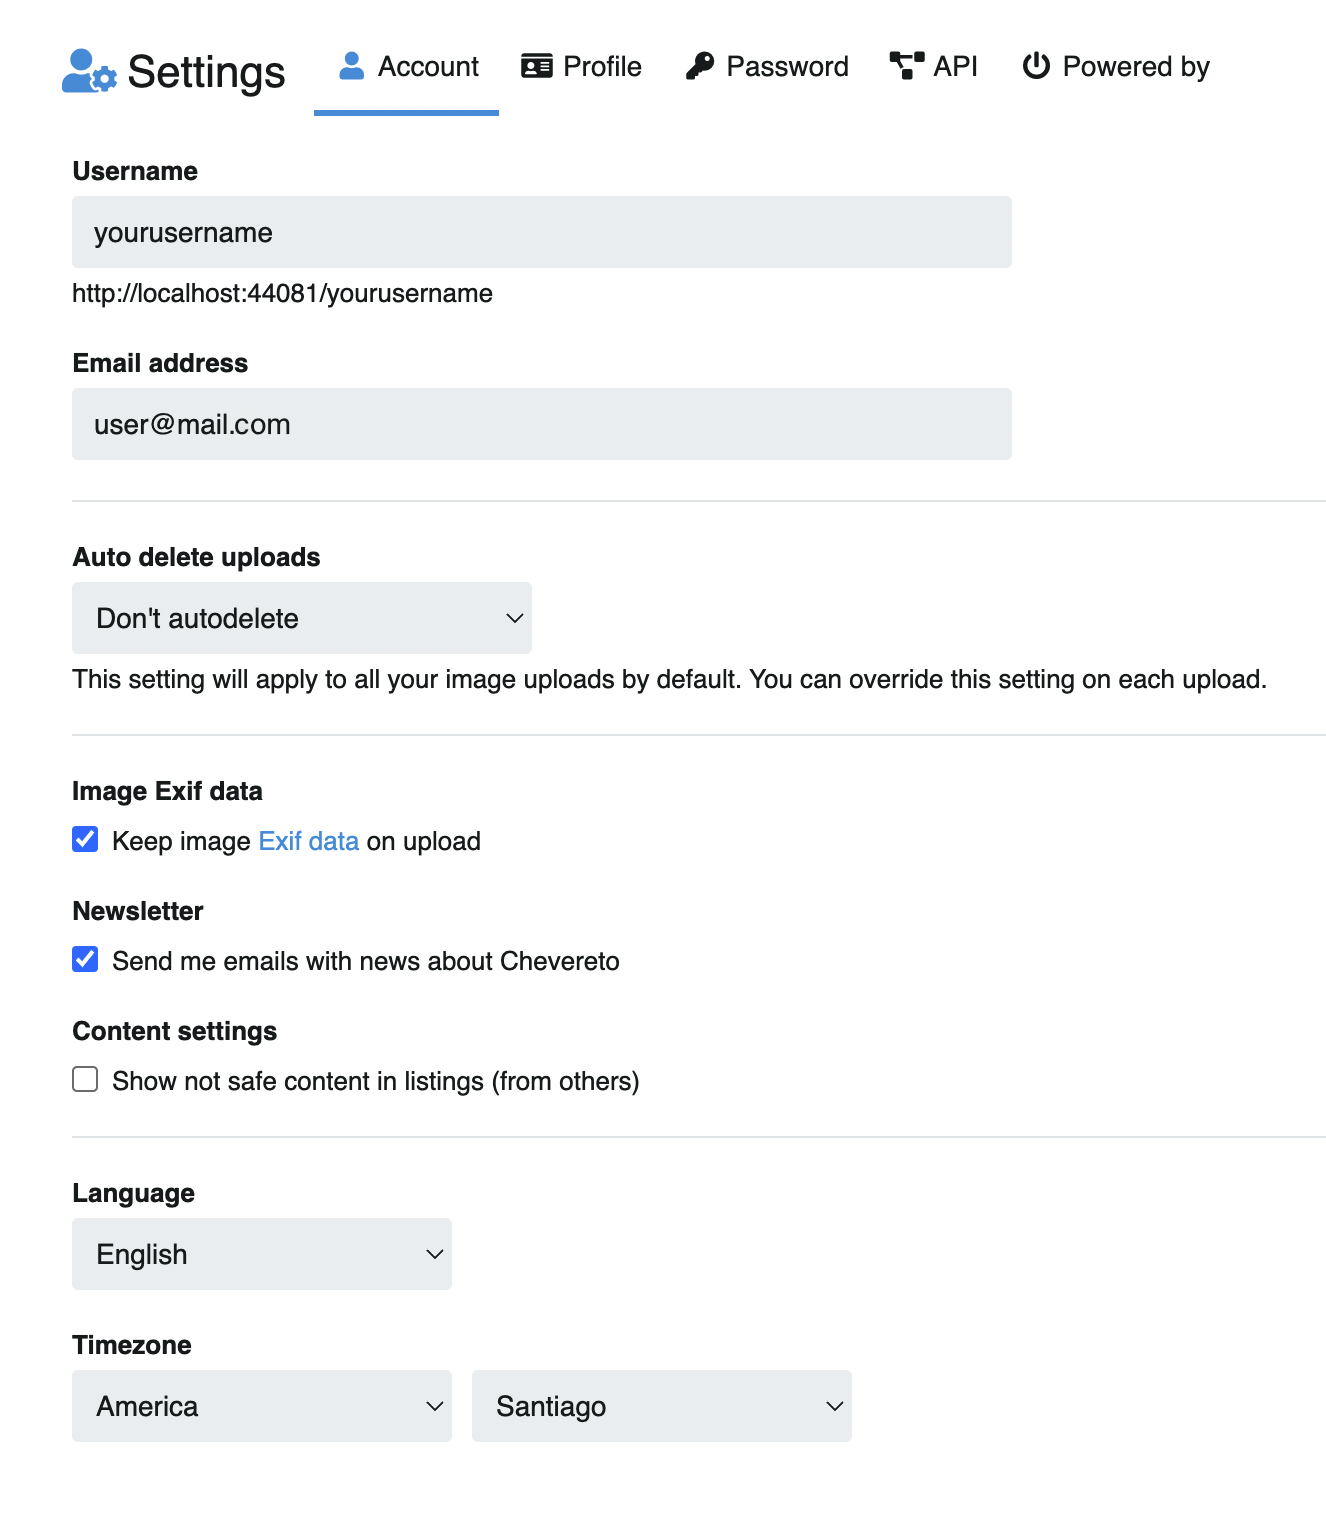 Settings Account Profile Password API Powered by
Username
yourusername
http://localhost:44081/yourusername
Email address
user@mail.com
Auto delete uploads
Don't autodelete
This setting will apply to all your image uploads by default. You can override this setting on each upload.
Image Exif data
Keep image Exif data on upload
Newsletter
Send me emails with news about Chevereto
Content settings
Show not safe content in listings (from others)
Language
English
Timezone
America Santiago